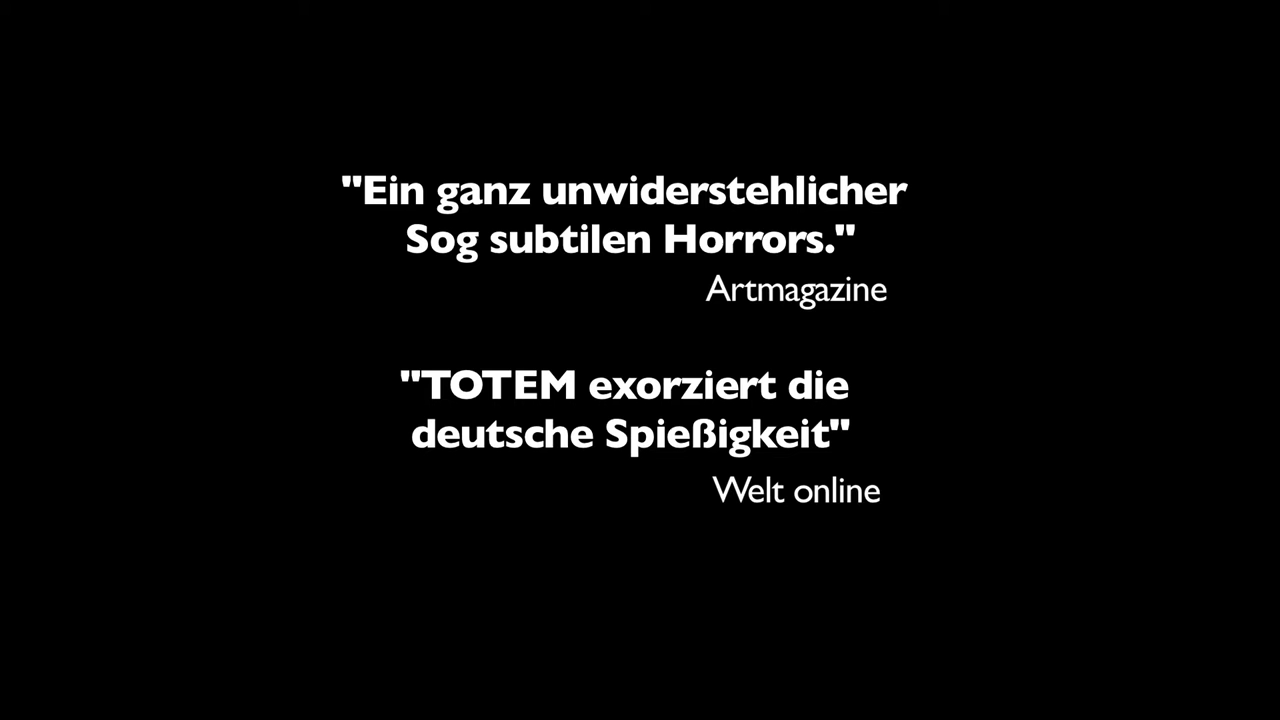 "Ein ganz unwiderstehlicher
Sog subtilen Horrors."
Artmagazine
"TOTEM exorziert die
deutsche Spießigkeit"
Welt online